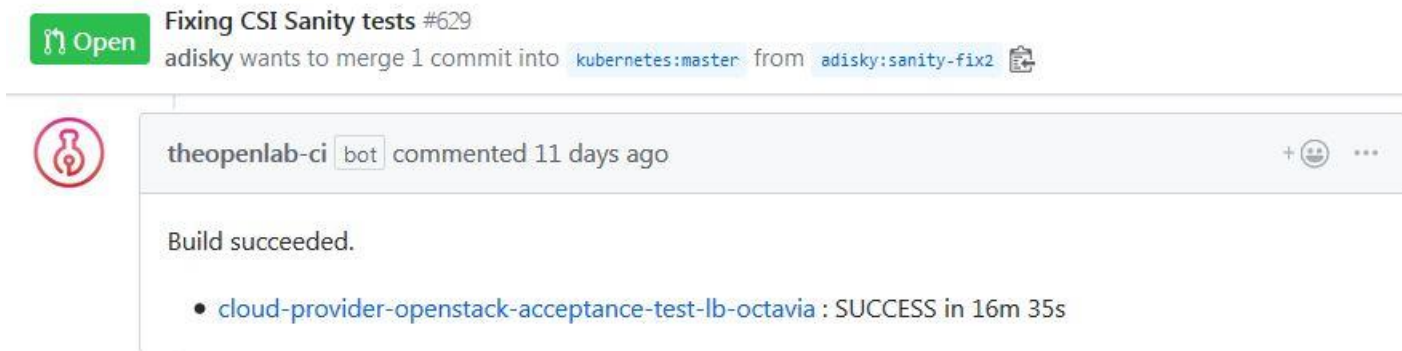 Open
Fixing CSI Sanity tests #629
adisky wants to merge 1 commit into kubernetes:master from adisky:sanity-fix2
theopenlab-ci bot commented 11 days ago
Build succeeded.
• cloud-provider-openstack-acceptance-test-lb-octavia : SUCCESS in 16m 35s